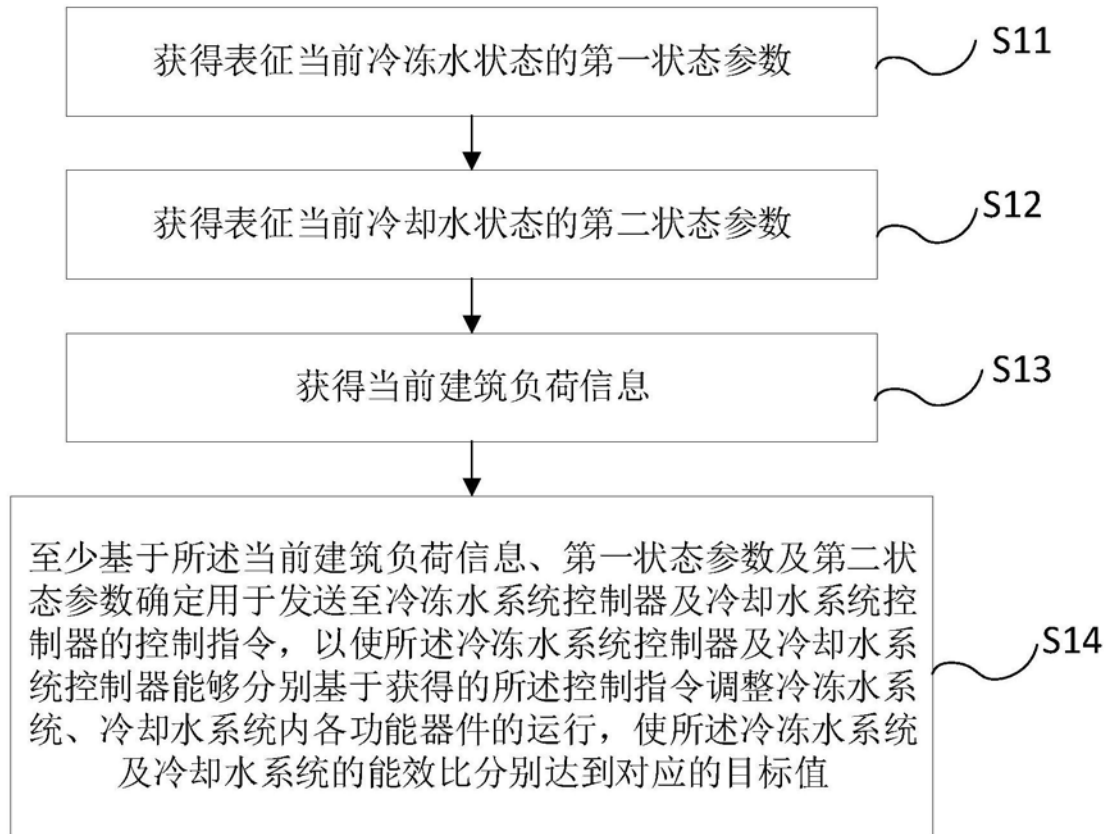 获得表征当前冷冻水状态的第一状态参数
S11
获得表征当前冷却水状态的第二状态参数
S12
获得当前建筑负荷信息
S13
至少基于所述当前建筑负荷信息、第一状态参数及第二状
态参数确定用于发送至冷冻水系统控制器及冷却水系统控
制器的控制指令，以使所述冷冻水系统控制器及冷却水系
统控制器能够分别基于获得的所述控制指令调整冷冻水系
统、冷却水系统内各功能器件的运行，使所述冷冻水系统
及冷却水系统的能效比分别达到对应的目标值
S14